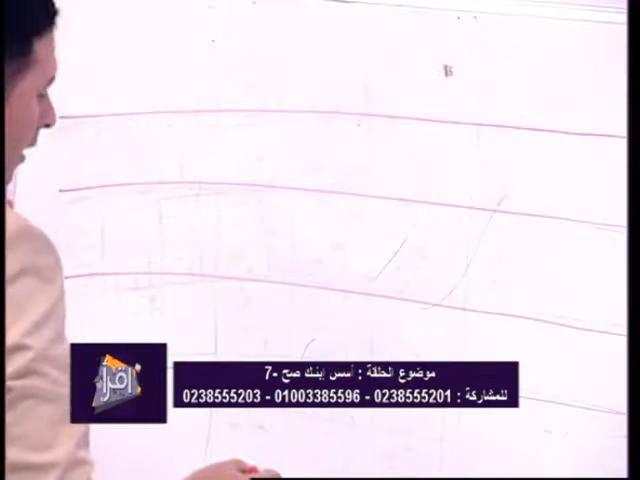 اقرأ
موضوع الحلقة : أسس إبنك صح -7
للمشاركة : 0238555201 - 01003385596 - 0238555203